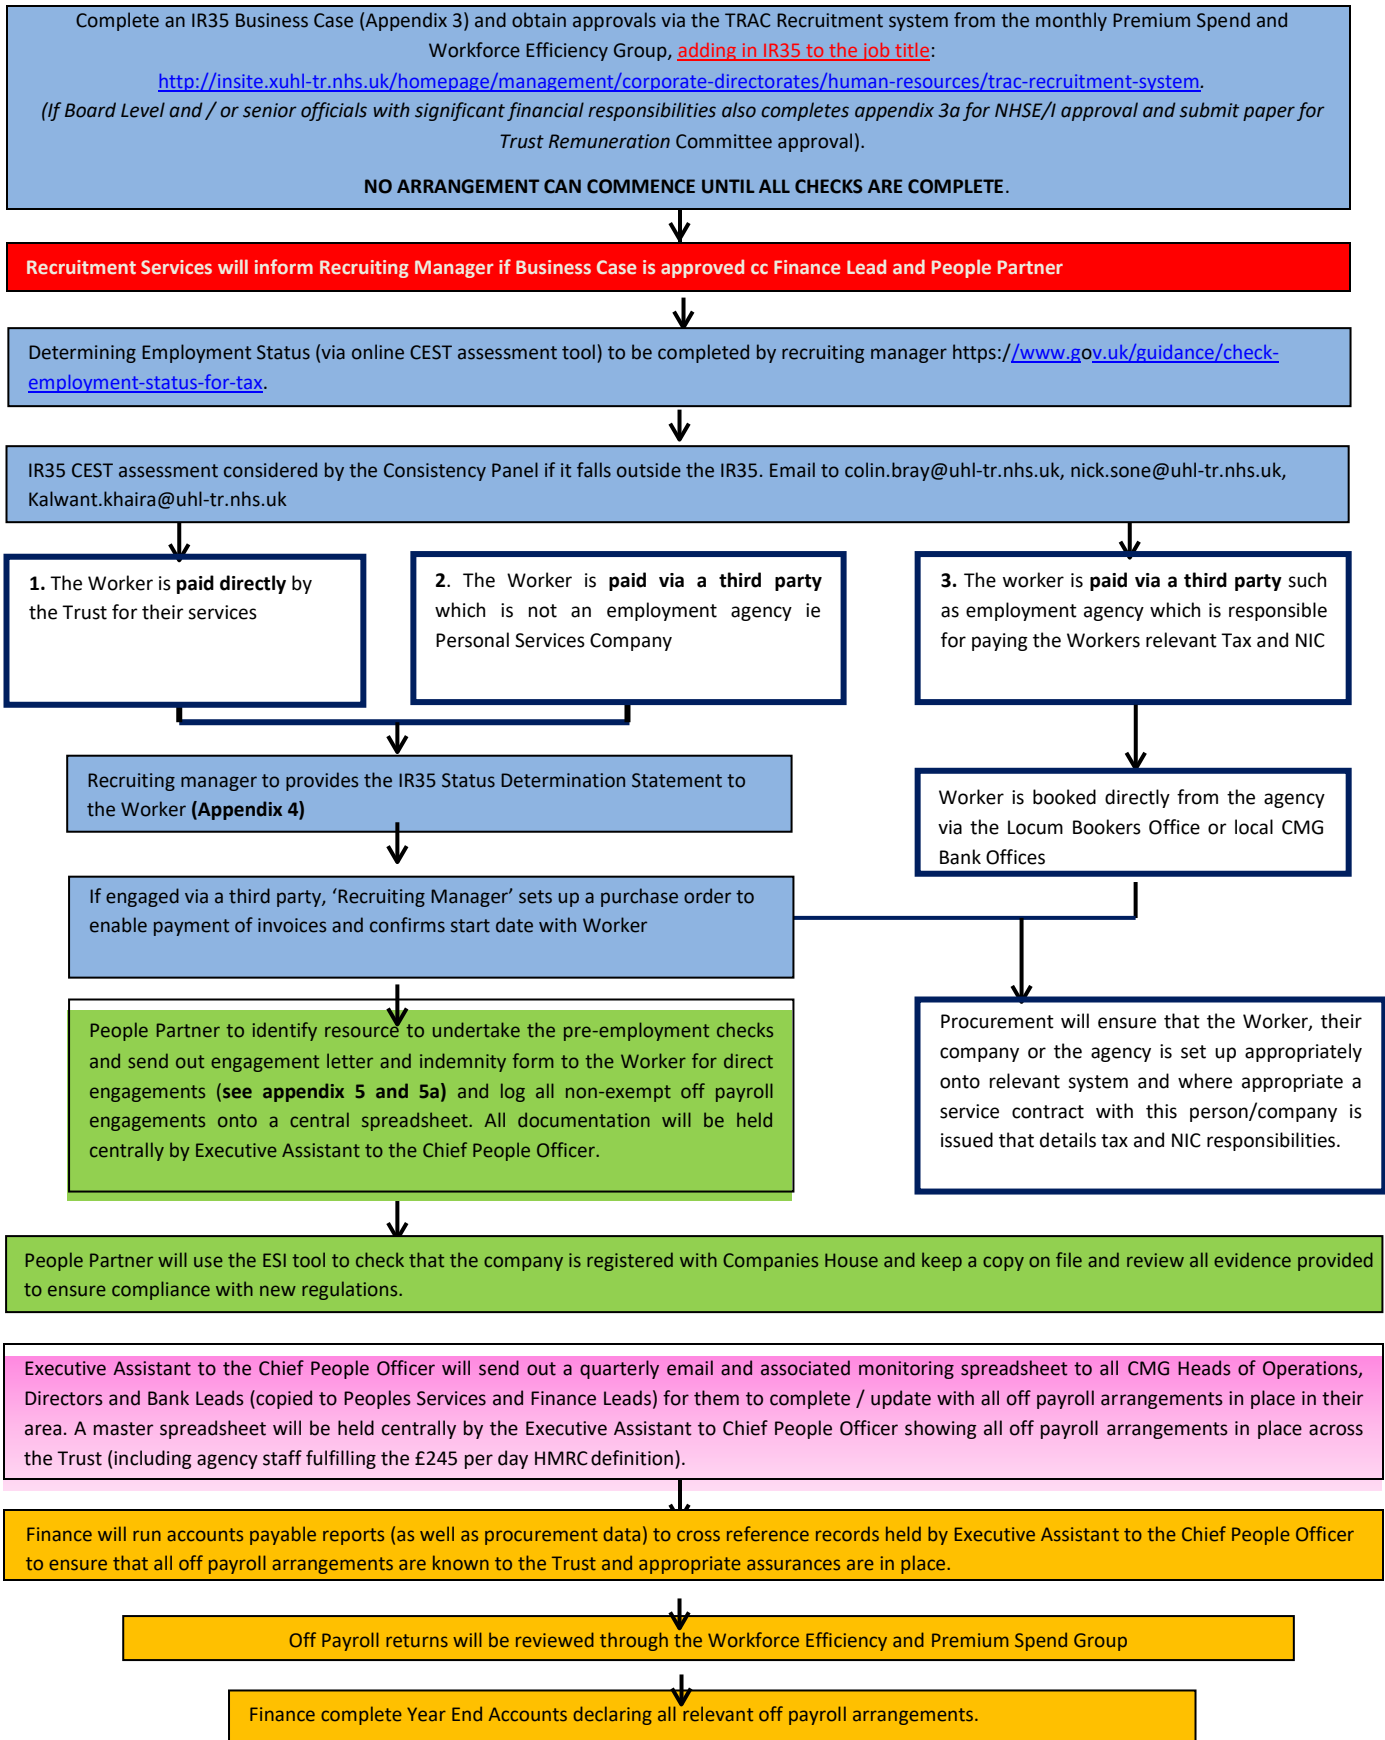 Complete an IR35 Business Case (Appendix 3) and obtain approvals via the TRAC Recruitment system from the monthly Premium Spend and
Workforce Efficiency Group, adding in IR35 to the job title:
http://insite.xuhl-tr.nhs.uk/homepage/management/corporate-directorates/human-resources/trac-recruitment-system.
(If Board Level and / or senior officials with significant financial responsibilities also completes appendix 3a for NHSE/I approval and submit paper for
Trust Remuneration Committee approval).
NO ARRANGEMENT CAN COMMENCE UNTIL ALL CHECKS ARE COMPLETE.
Recruitment Services will inform Recruiting Manager if Business Case is approved cc Finance Lead and People Partner
Determining Employment Status (via online CEST assessment tool) to be completed by recruiting manager https://www.gov.uk/guidance/check-
employment-status-for-tax.
IR35 CEST assessment considered by the Consistency Panel if it falls outside the IR35. Email to colin.bray@uhl-tr.nhs.uk, nick.sone@uhl-tr.nhs.uk,
Kalwant.khaira@uhl-tr.nhs.uk
1. The Worker is paid directly by
the Trust for their services
2. The Worker is paid via a third party
which is not an employment agency ie
Personal Services Company
3. The worker is paid via a third party such
as employment agency which is responsible
for paying the Workers relevant Tax and NIC
Recruiting manager to provides the IR35 Status Determination Statement to
the Worker (Appendix 4)
Worker is booked directly from the agency
via the Locum Bookers Office or local CMG
Bank Offices
If engaged via a third party, ‘Recruiting Manager’ sets up a purchase order to
enable payment of invoices and confirms start date with Worker
People Partner to identify resource to undertake the pre-employment checks
and send out engagement letter and indemnity form to the Worker for direct
engagements (see appendix 5 and 5a) and log all non-exempt off payroll
engagements onto a central spreadsheet. All documentation will be held
centrally by Executive Assistant to the Chief People Officer.
Procurement will ensure that the Worker, their
company or the agency is set up appropriately
onto relevant system and where appropriate a
service contract with this person/company is
issued that details tax and NIC responsibilities.
People Partner will use the ESI tool to check that the company is registered with Companies House and keep a copy on file and review all evidence provided
to ensure compliance with new regulations.
Executive Assistant to the Chief People Officer will send out a quarterly email and associated monitoring spreadsheet to all CMG Heads of Operations,
Directors and Bank Leads (copied to Peoples Services and Finance Leads) for them to complete / update with all off payroll arrangements in place in their
area. A master spreadsheet will be held centrally by the Executive Assistant to Chief People Officer showing all off payroll arrangements in place across
the Trust (including agency staff fulfilling the £245 per day HMRC definition).
Finance will run accounts payable reports (as well as procurement data) to cross reference records held by Executive Assistant to the Chief People Officer
to ensure that all off payroll arrangements are known to the Trust and appropriate assurances are in place.
Off Payroll returns will be reviewed through the Workforce Efficiency and Premium Spend Group
Finance complete Year End Accounts declaring all relevant off payroll arrangements.